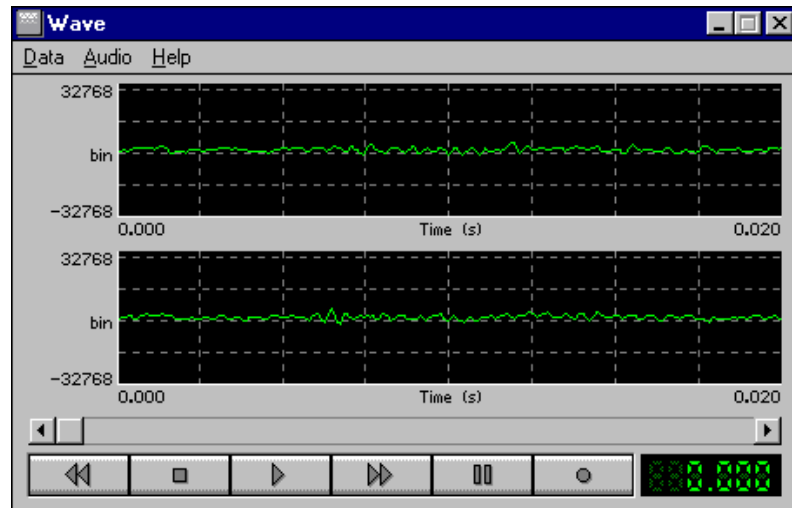 Wave
Data Audio Help
32768
bin
-32768
0.000 Time (s) 0.020
32768
bin
-32768
0.000 Time (s) 0.020
0.000